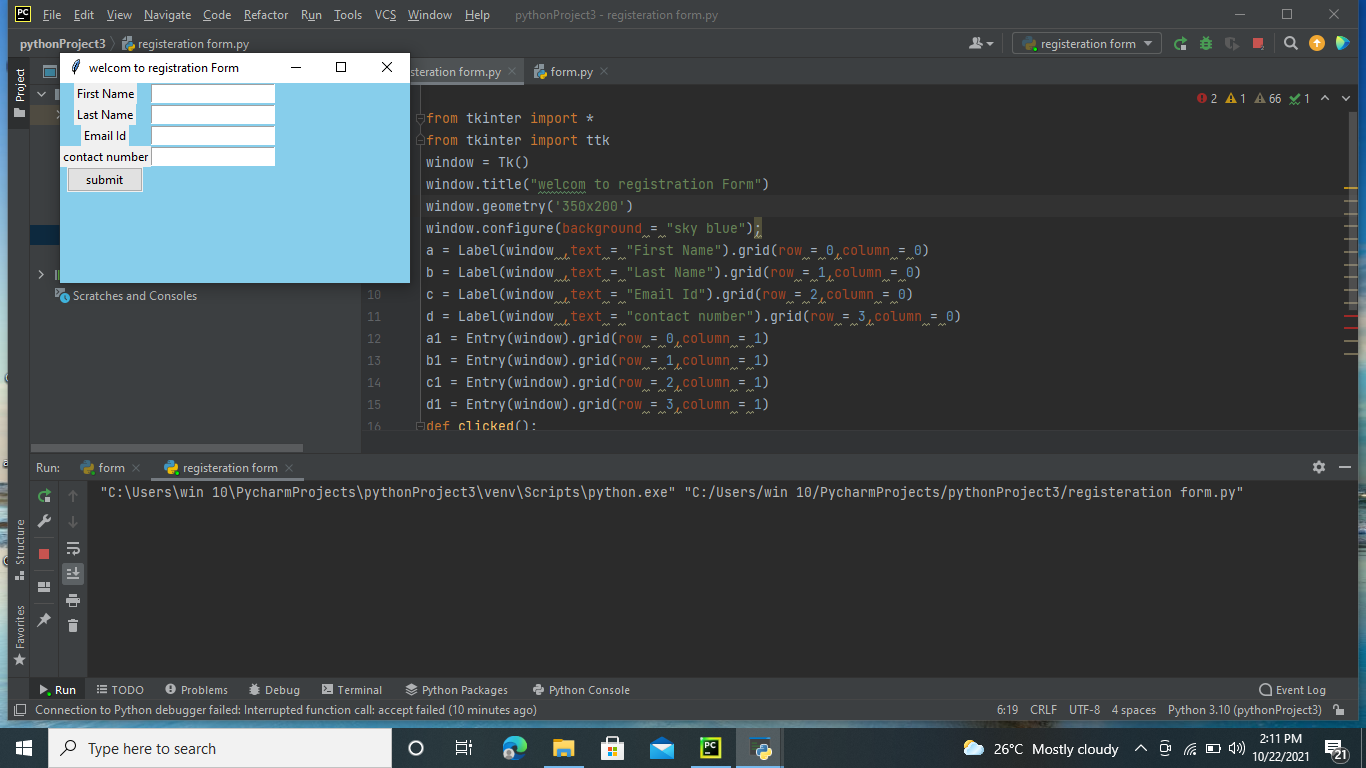 PC File Edit View Navigate Code Refactor Run Tools VCS Window Help pythonProject3 - registeration form.py
pythonProject3 registeration form.py registeration form
welcom to registration Form
First Name
Last Name
Email Id
contact number
submit
Project
Scratches and Consoles
steration form.py form.py
2 1 66 1
from tkinter import *
from tkinter import ttk
window = Tk()
window.title("welcom to registration Form")
window.geometry('350x200')
window.configure(background = "sky blue");
a = Label(window ,text = "First Name").grid(row = 0,column = 0)
b = Label(window ,text = "Last Name").grid(row = 1,column = 0)
10 c = Label(window ,text = "Email Id").grid(row = 2,column = 0)
11 d = Label(window ,text = "contact number").grid(row = 3,column = 0)
12 a1 = Entry(window).grid(row = 0,column = 1)
13 b1 = Entry(window).grid(row = 1,column = 1)
14 c1 = Entry(window).grid(row = 2,column = 1)
15 d1 = Entry(window).grid(row = 3,column = 1)
16 def clicked():
Run: form registeration form
"C:\Users\win 10\PycharmProjects\pythonProject3\venv\Scripts\python.exe" "C:/Users/win 10/PycharmProjects/pythonProject3/registeration form.py"
Structure
Favorites
Run TODO Problems Debug Terminal Python Packages Python Console Event Log
Connection to Python debugger failed: Interrupted function call: accept failed (10 minutes ago) 6:19 CRLF UTF-8 4 spaces Python 3.10 (pythonProject3)
Type here to search
PC
26°C Mostly cloudy
2:11 PM
10/22/2021
21